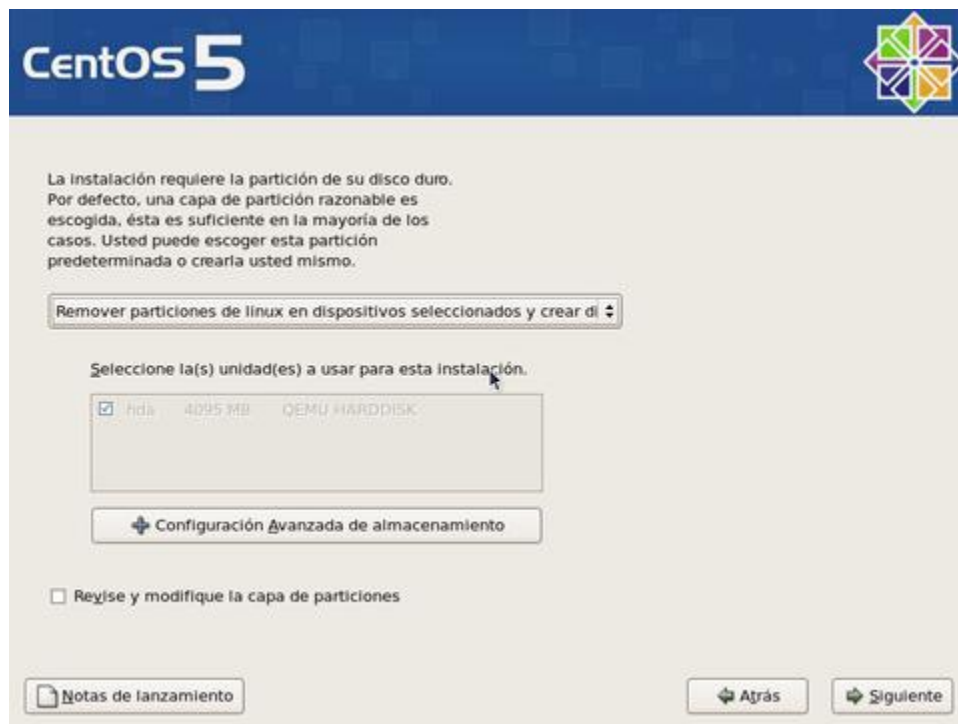 CentOS 5
La instalación requiere la partición de su disco duro.
Por defecto, una capa de partición razonable es
escogida, ésta es suficiente en la mayoría de los
casos. Usted puede escoger esta partición
predeterminada o crearla usted mismo.
Remover particiones de linux en dispositivos seleccionados y crear di
Seleccione la(s) unidad(es) a usar para esta instalación.
hda 4095 MB QEMU HARDDISK
Configuración Avanzada de almacenamiento
Revise y modifique la capa de particiones
Notas de lanzamiento
Atrás
Siguiente